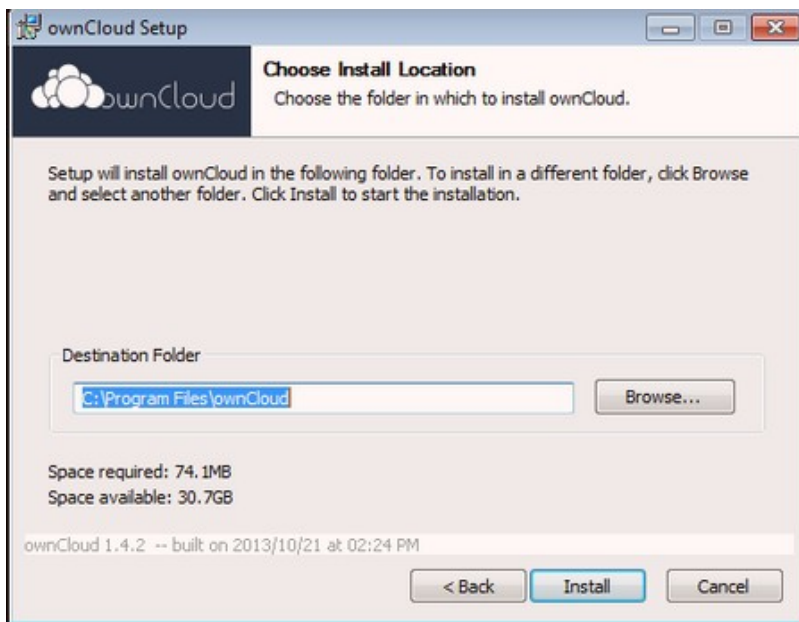 ownCloud Setup
ownCloud
Choose Install Location
Choose the folder in which to install ownCloud.
Setup will install ownCloud in the following folder. To install in a different folder, click Browse
and select another folder. Click Install to start the installation.
Destination Folder
C:\Program Files\ownCloud
Browse...
Space required: 74.1MB
Space available: 30.7GB
ownCloud 1.4.2 -- built on 2013/10/21 at 02:24 PM
< Back
Install
Cancel